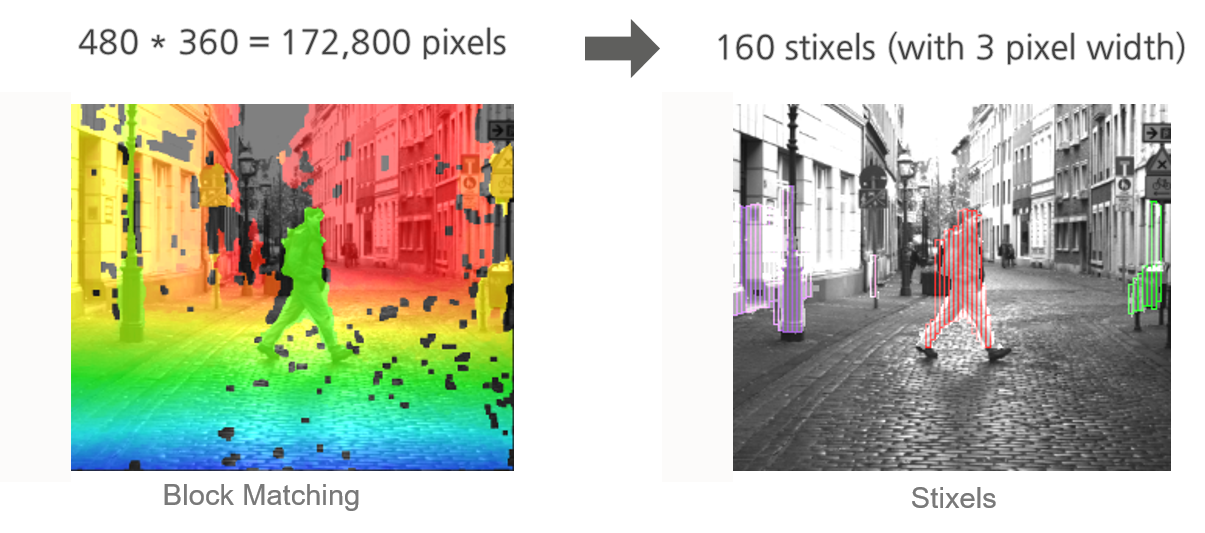 480 * 360 = 172,800 pixels
160 stixels (with 3 pixel width)
Block Matching
Stixels